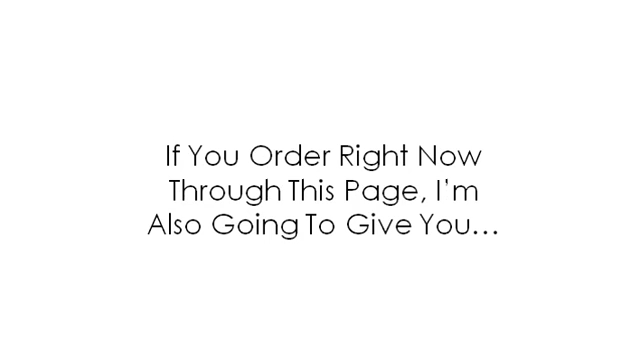 If You Order Right Now
Through This Page, I'm
Also Going To Give You…